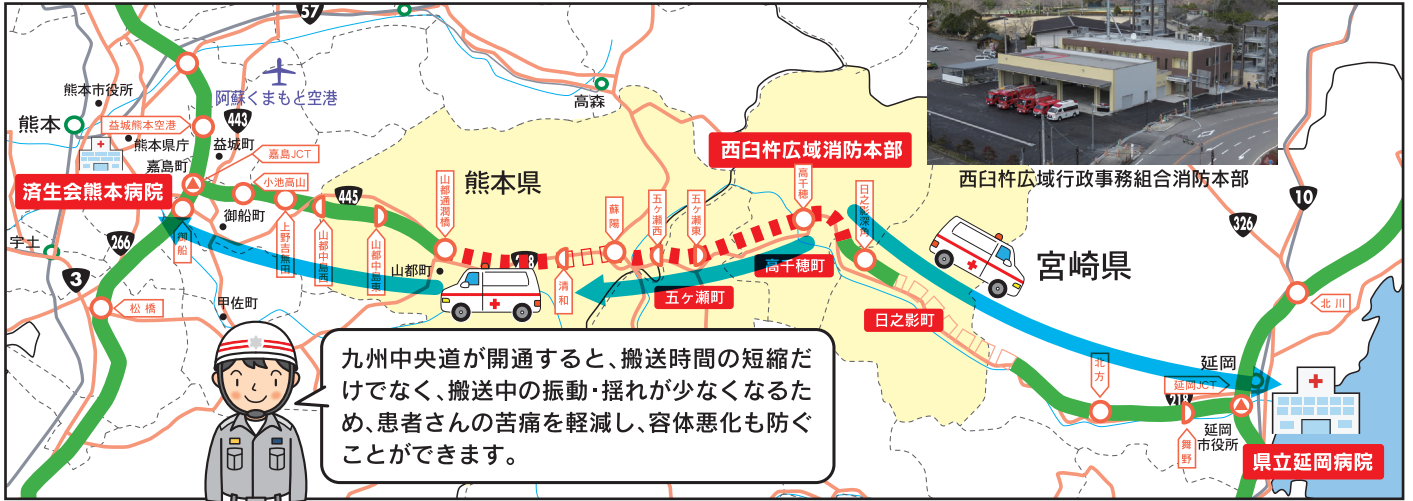 57
熊本市役所
阿蘇くまもと空港
高森
熊本
益城熊本空港
443
熊本県庁
益城町
嘉島JCT
嘉島町
小池高山
済生会熊本病院
445
御船町
上野吉無田
山都中島西
山都中島東
山都通潤橋
熊本県
宇土
266
御船
3
松橋
甲佐町
山都町
218
清和
蘇陽
五ヶ瀬西
五ヶ瀬東
西臼杵広域消防本部
高千穂
日之影深角
高千穂町
五ヶ瀬町
日之影町
西臼杵広域行政事務組合消防本部
10
326
宮崎県
北川
延岡
延岡JCT
北方
218
舞野
延岡
市役所
県立延岡病院
九州中央道が開通すると、搬送時間の短縮だ
けでなく、搬送中の振動・揺れが少なくなるた
め、患者さんの苦痛を軽減し、容体悪化も防ぐ
ことができます。